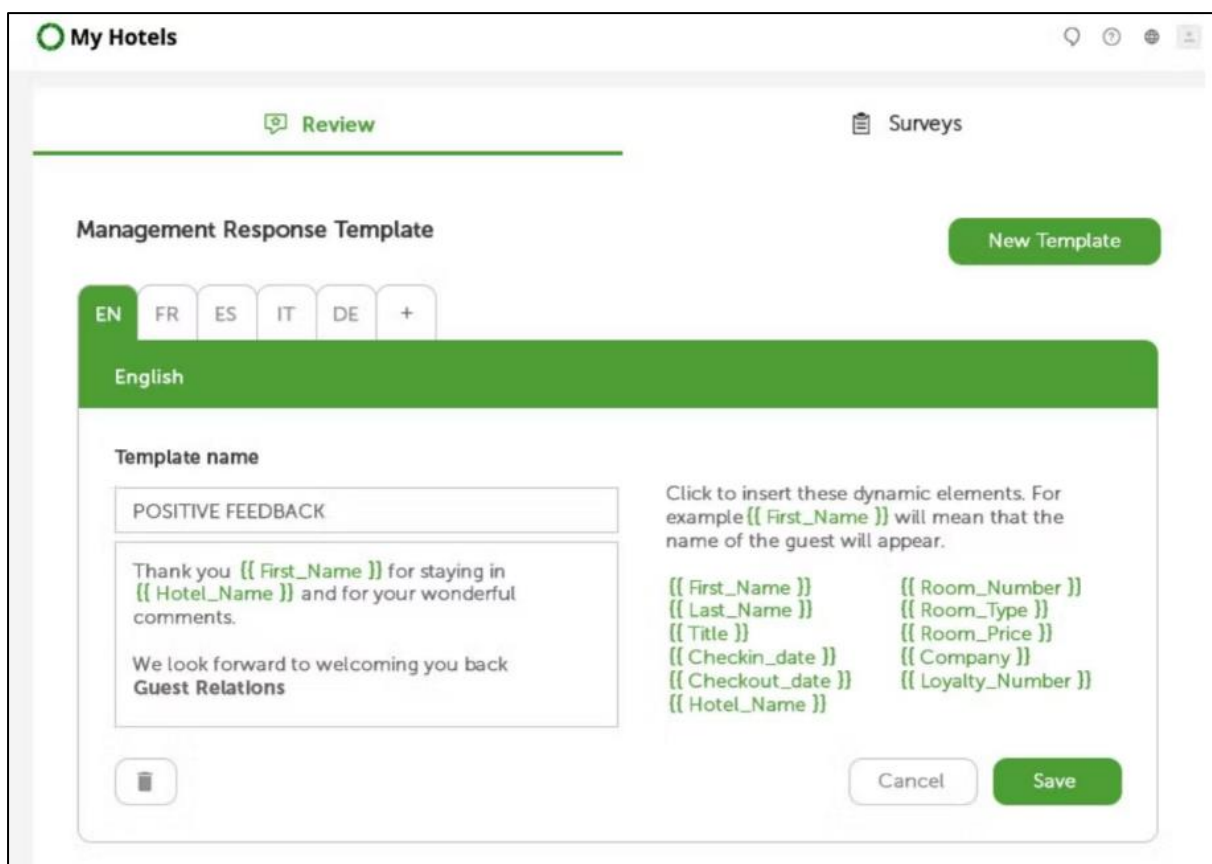 My Hotels
Review
Surveys
Management Response Template
New Template
EN
FR
ES
IT
DE
+
English
Template name
POSITIVE FEEDBACK
Thank you {{ First_Name }} for staying in
{{ Hotel_Name }} and for your wonderful
comments.
We look forward to welcoming you back
Guest Relations
Click to insert these dynamic elements. For
example {{ First_Name }} will mean that the
name of the guest will appear.
{{ First_Name }}
{{ Last_Name }}
{{ Title }}
{{ Checkin_date }}
{{ Checkout_date }}
{{ Hotel_Name }}
{{ Room_Number }}
{{ Room_Type }}
{{ Room_Price }}
{{ Company }}
{{ Loyalty_Number }}
Cancel
Save